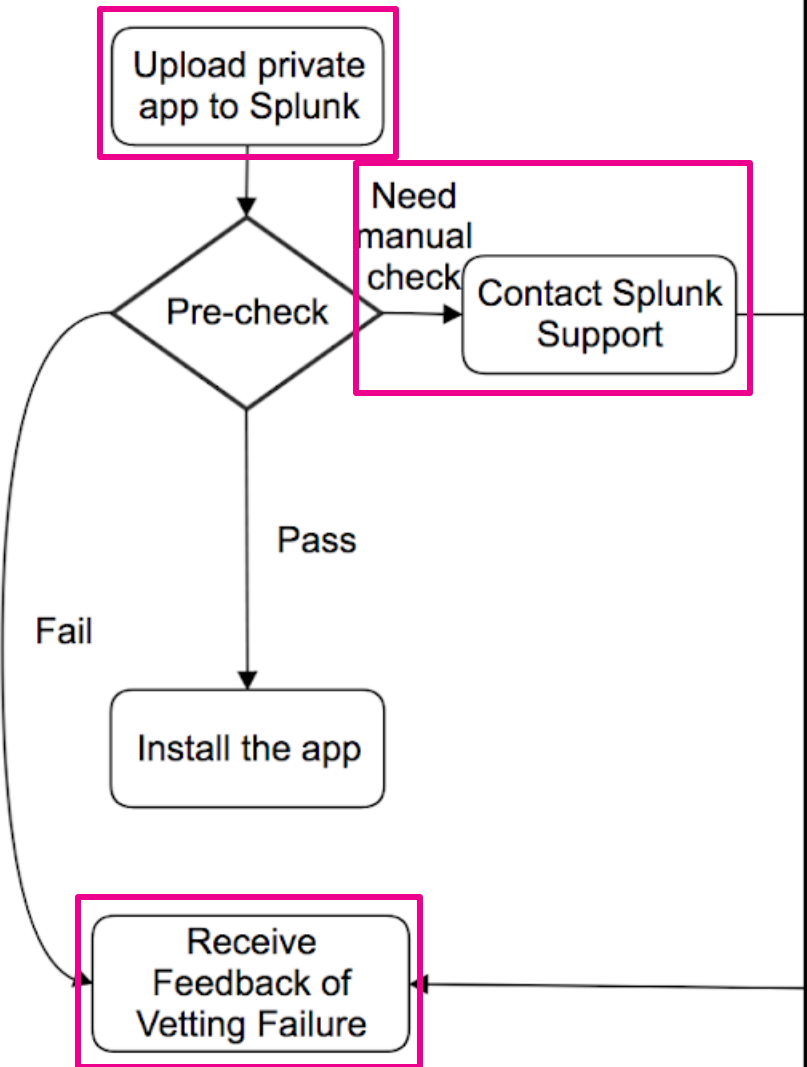 Upload private
app to Splunk
Need
manual
check
Pre-check
Contact Splunk
Support
Pass
Fail
Install the app
Receive
Feedback of
Vetting Failure